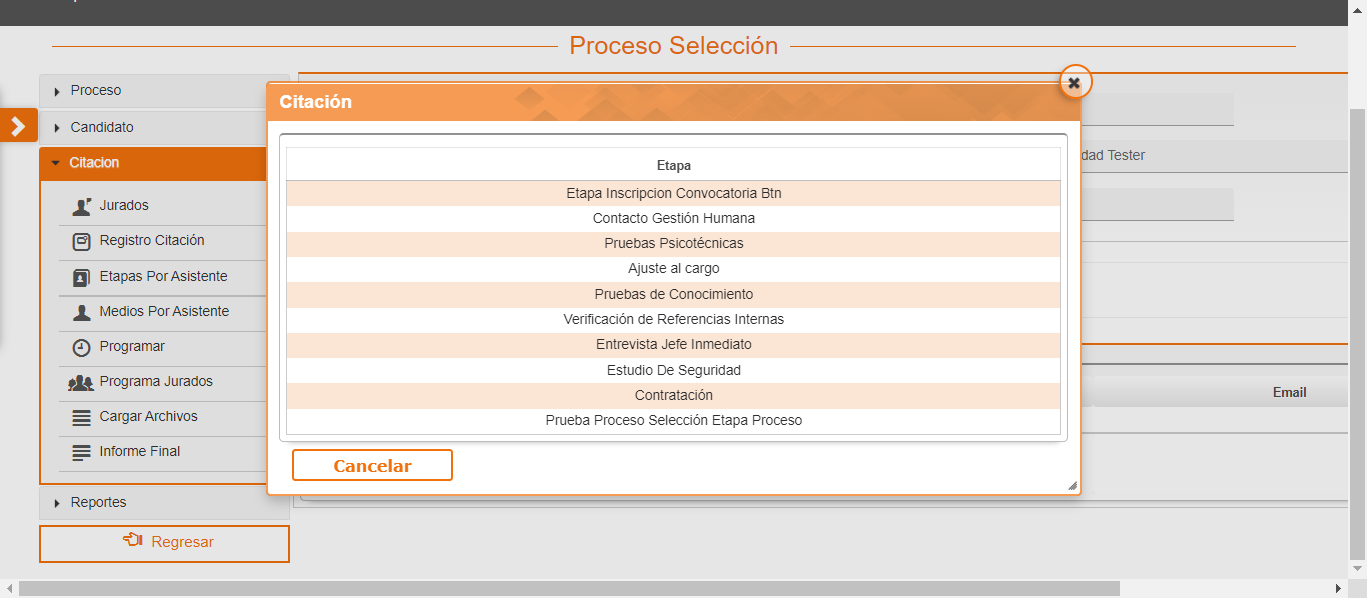 Proceso Selección
Proceso
Candidato
Citacion
Jurados
Registro Citación
Etapas Por Asistente
Medios Por Asistente
Programar
Programa Jurados
Cargar Archivos
Informe Final
Reportes
Regresar
Citación
Etapa
Etapa Inscripcion Convocatoria Btn
Contacto Gestión Humana
Pruebas Psicotécnicas
Ajuste al cargo
Pruebas de Conocimiento
Verificación de Referencias Internas
Entrevista Jefe Inmediato
Estudio De Seguridad
Contratación
Prueba Proceso Selección Etapa Proceso
Cancelar
dad Tester
Email